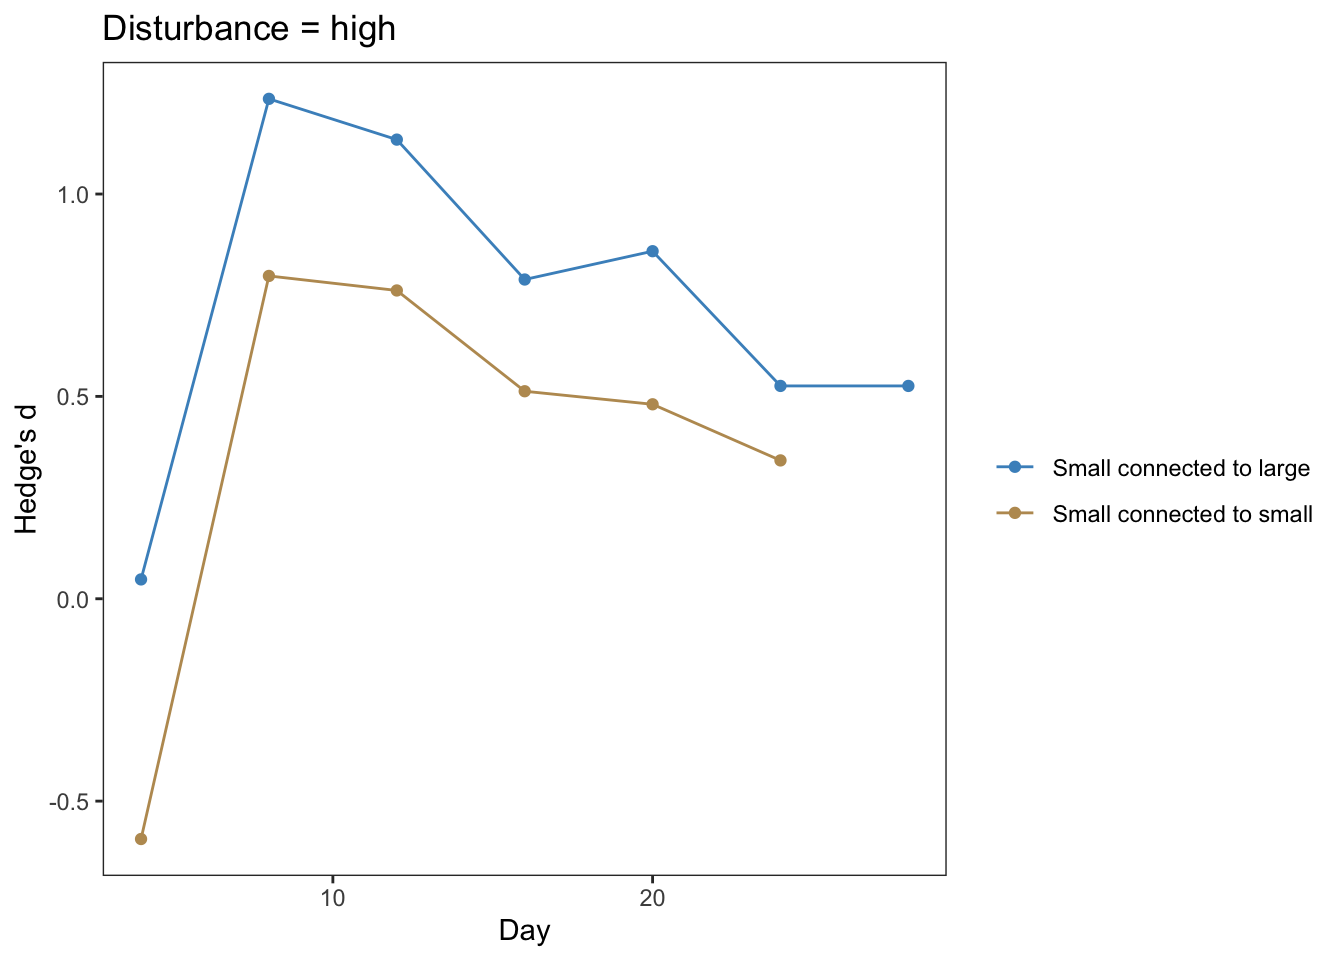 Disturbance = high
Hedge's d
1.0
0.5
0.0
-0.5
10
20
Day
Small connected to large
Small connected to small